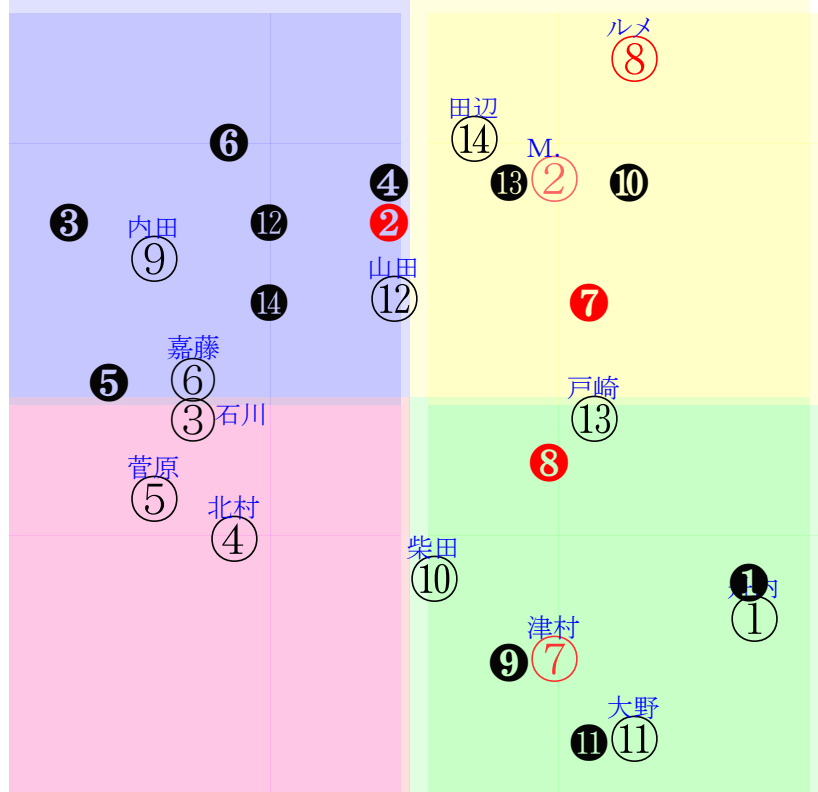 ルメ
⑧
田辺
⑭
❻
M.
❹
⓭
②
❿
❸
内田
⓬
❷
⑨
山田
⑫
⓮
❼
嘉藤
⑥
❺
戸崎
③
石川
⑬
菅原
❽
⑤
北村
④
柴田
⑩
❶
①
津村
❾
⑦
大野
⓫
⑪